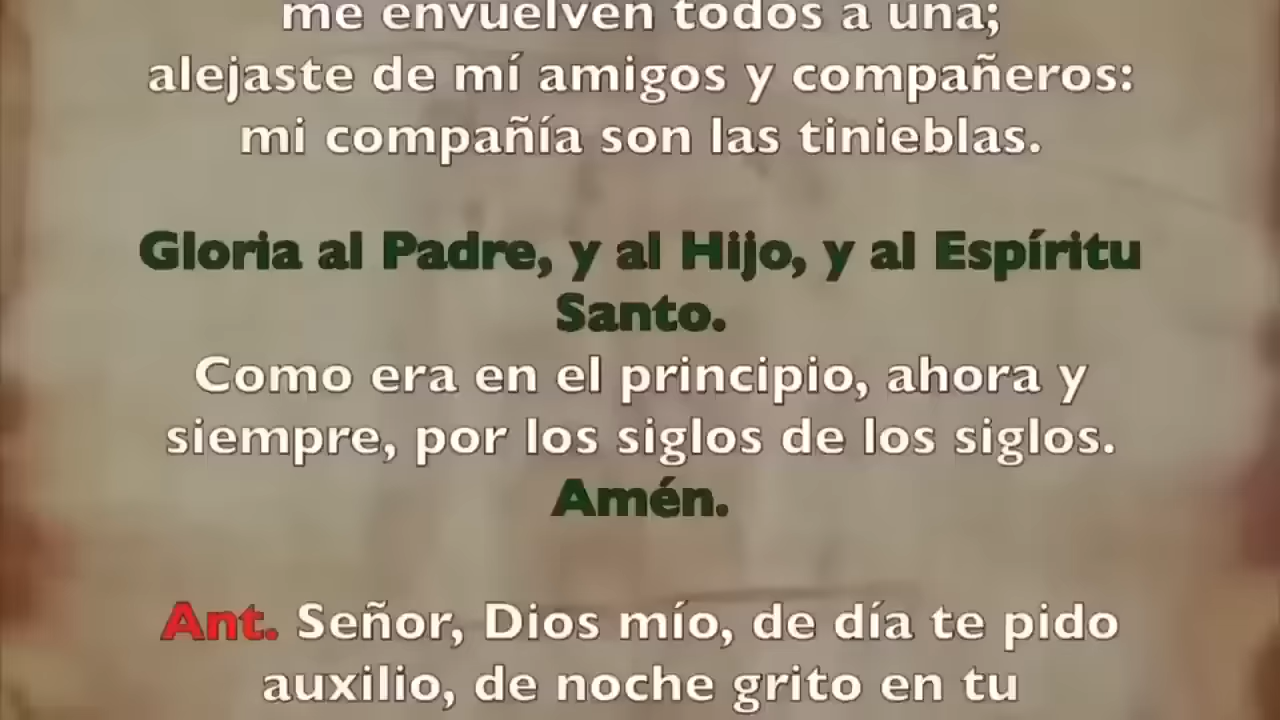 me envuelven todos a una;
alejaste de mí amigos y compañeros:
mi compañía son las tinieblas.
Gloria al Padre, y al Hijo, y al Espíritu
Santo.
Como era en el principio, ahora y
siempre, por los siglos de los siglos.
Amén.
Ant. Señor, Dios mío, de día te pido
auxilio, de noche grito en tu